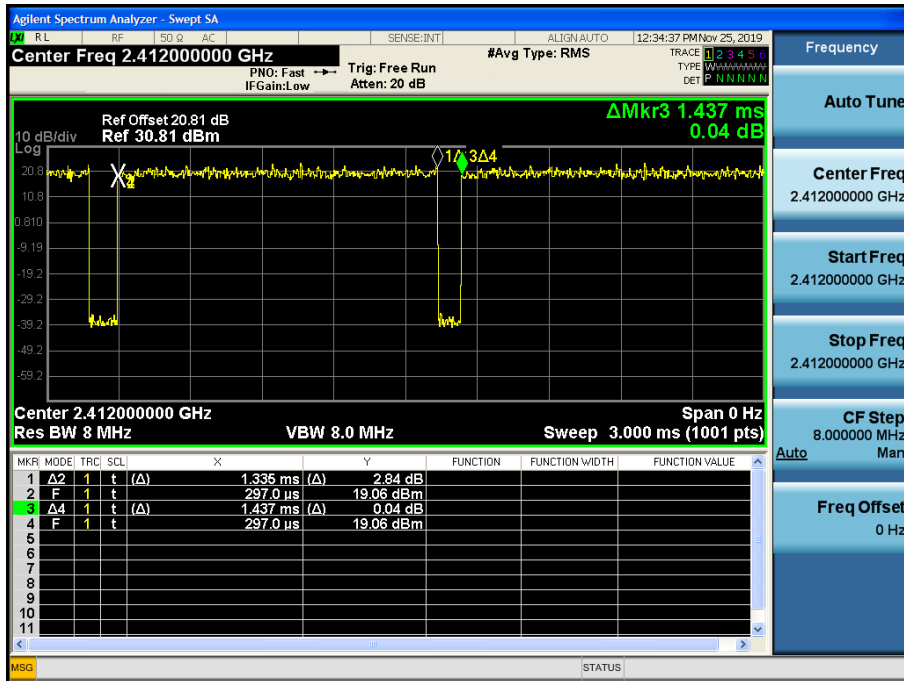 Agilent Spectrum Analyzer - Swept SA
LXI RL RF 50 Ω AC SENSE:INT ALIGN AUTO 12:34:37 PM Nov 25, 2019
Center Freq 2.412000000 GHz #Avg Type: RMS TRACE 1 2 3 4 5 6
PNO: Fast Trig: Free Run TYPE WWWWWW
IFGain:Low Atten: 20 dB DET P N N N N N
ΔMkr3 1.437 ms
0.04 dB
Ref Offset 20.81 dB
10 dB/div Ref 30.81 dBm
Log
1Δ 3Δ4
20.8
10.8
0.810
-9.19
-19.2
-29.2
-39.2
-49.2
-59.2
Center 2.412000000 GHz Span 0 Hz
Res BW 8 MHz VBW 8.0 MHz Sweep 3.000 ms (1001 pts)
MKR MODE TRC SCL X Y FUNCTION FUNCTION WIDTH FUNCTION VALUE
1 Δ2 1 t (Δ) 1.335 ms (Δ) 2.84 dB
2 F 1 t 297.0 µs 19.06 dBm
3 Δ4 1 t (Δ) 1.437 ms (Δ) 0.04 dB
4 F 1 t 297.0 µs 19.06 dBm
5
6
7
8
9
10
11
MSG STATUS
Frequency
Auto Tune
Center Freq
2.412000000 GHz
Start Freq
2.412000000 GHz
Stop Freq
2.412000000 GHz
CF Step
8.000000 MHz
Auto Man
Freq Offset
0 Hz